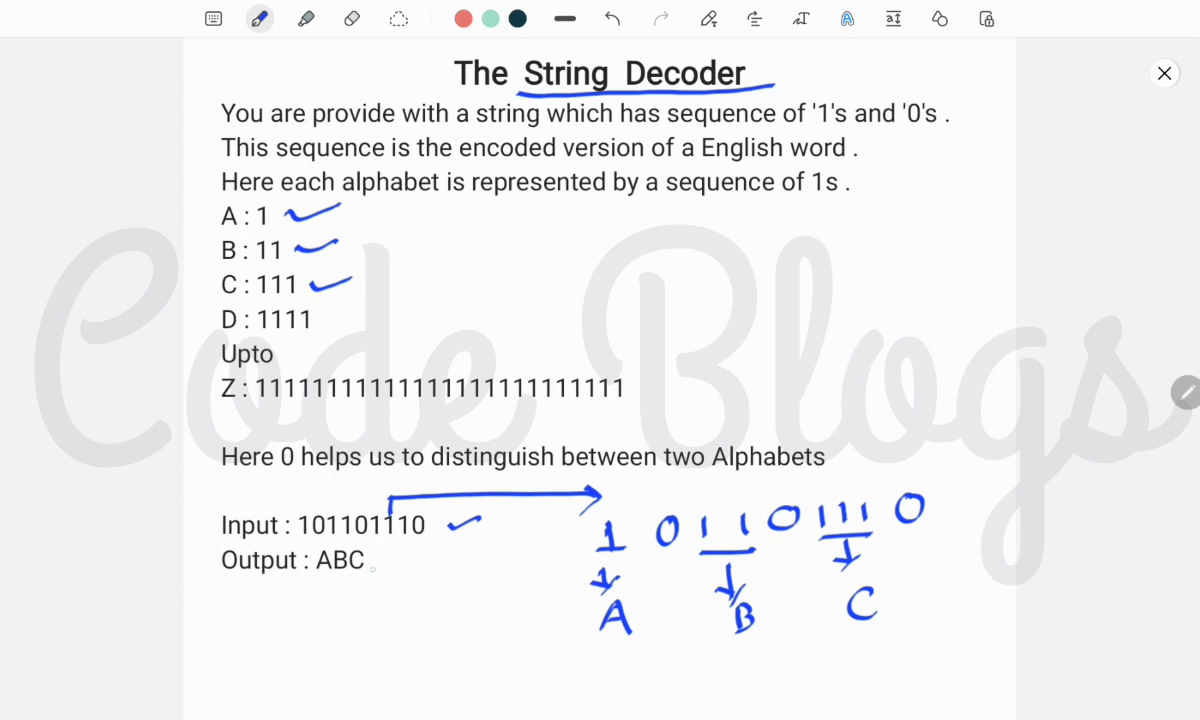 The String Decoder
You are provide with a string which has sequence of '1's and '0's .
This sequence is the encoded version of a English word .
Here each alphabet is represented by a sequence of 1s .
A : 1
B : 11
C : 111
D : 1111
Upto
Z : 11111111111111111111111111
Here 0 helps us to distinguish between two Alphabets
Input : 101101110
Output : ABC
1 0 1 1 0 111 0
A B C
Code Blogs